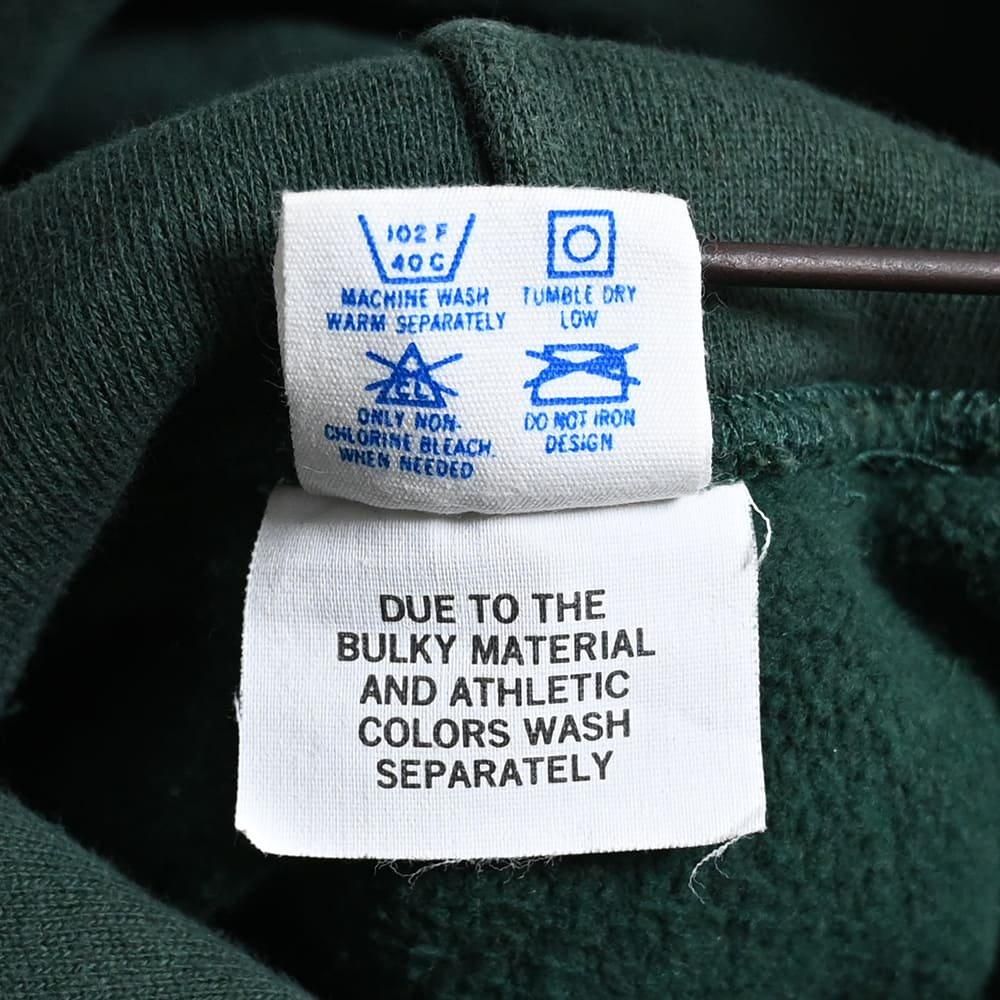 102 F
40 C
MACHINE WASH
WARM SEPARATELY
TUMBLE DRY
LOW
CL
ONLY NON-
CHLORINE BLEACH.
WHEN NEEDED
DO NOT IRON
DESIGN
DUE TO THE
BULKY MATERIAL
AND ATHLETIC
COLORS WASH
SEPARATELY